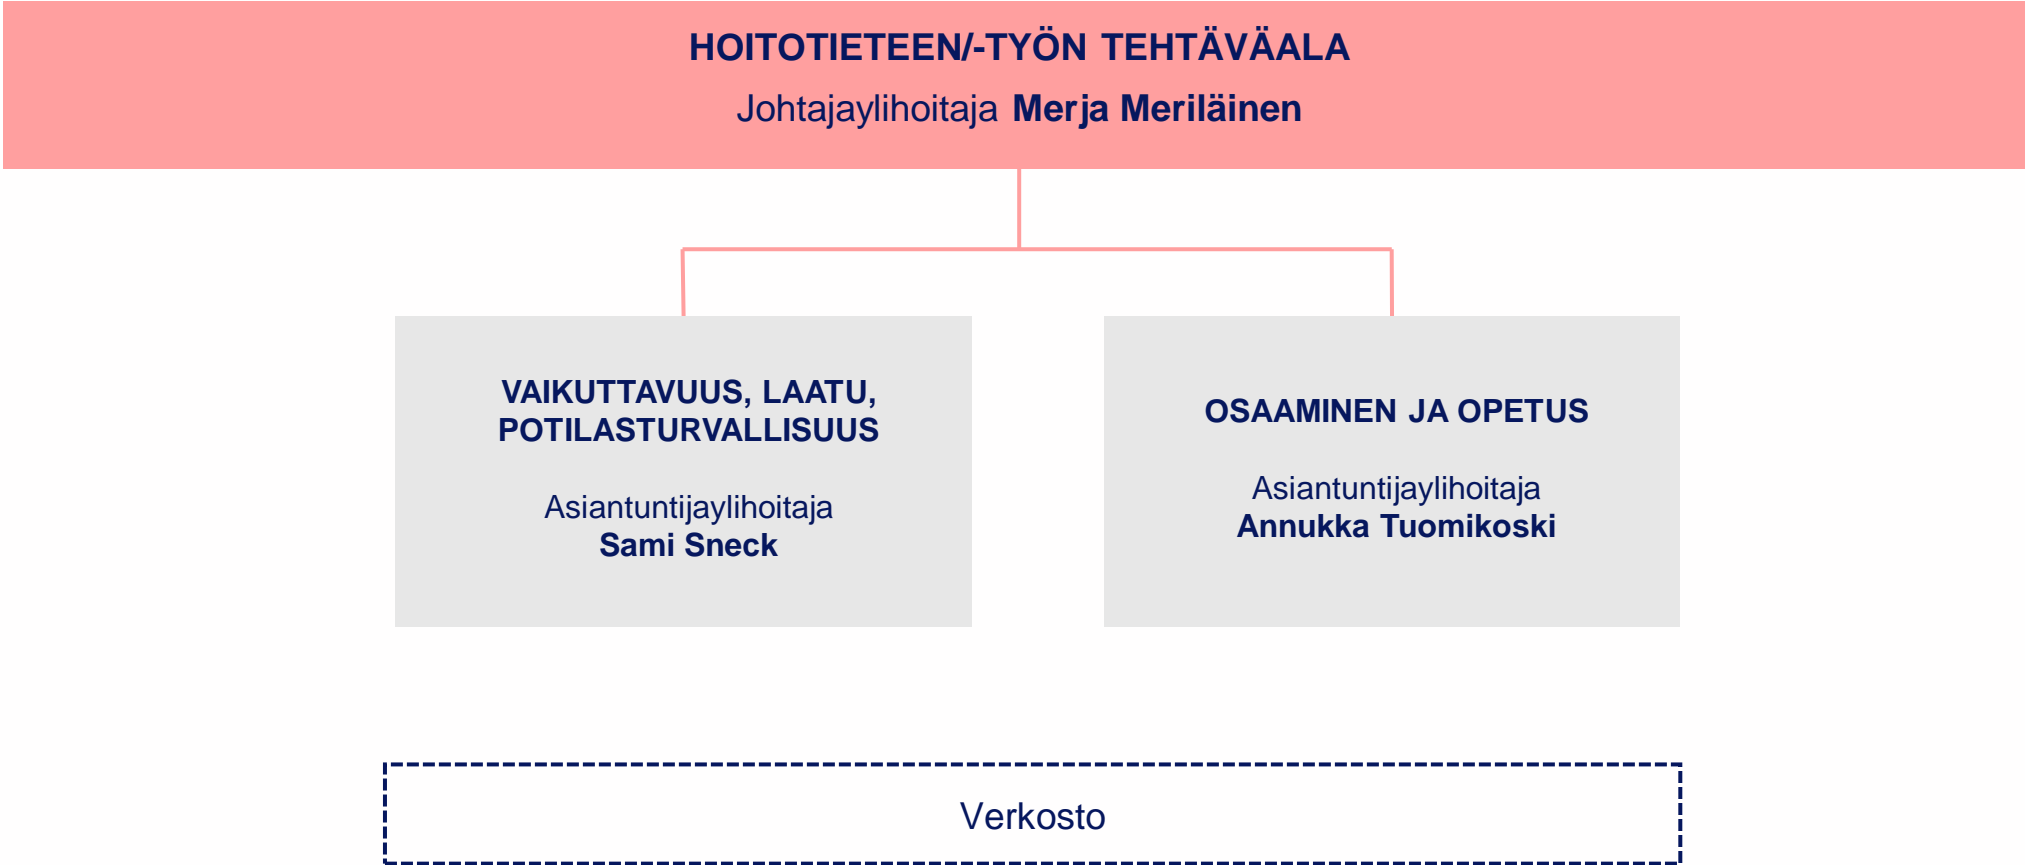 HOITOTIETEEN/-TYÖN TEHTÄVÄALA
Johtajaylihoitaja Merja Meriläinen
VAIKUTTAVUUS, LAATU,
POTILASTURVALLISUUS
Asiantuntijaylihoitaja
Sami Sneck
OSAAMINEN JA OPETUS
Asiantuntijaylihoitaja
Annukka Tuomikoski
Verkosto